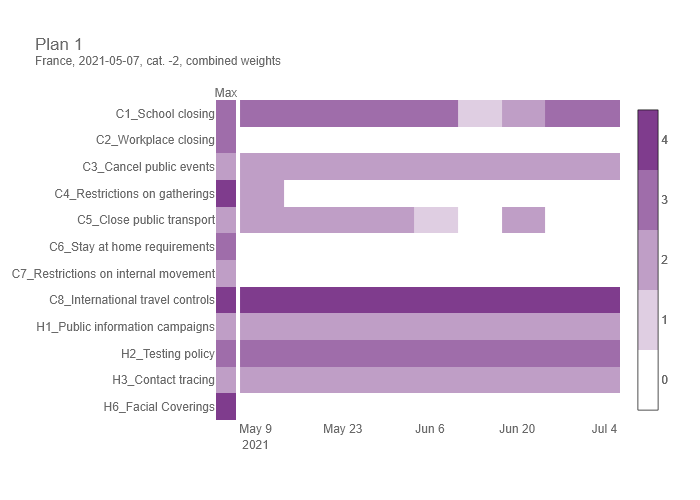 Plan 1
France, 2021-05-07, cat. -2, combined weights
Max
C1_School closing
C2_Workplace closing
C3_Cancel public events
C4_Restrictions on gatherings
C5_Close public transport
C6_Stay at home requirements
C7_Restrictions on internal movement
C8_International travel controls
H1_Public information campaigns
H2_Testing policy
H3_Contact tracing
H6_Facial Coverings
May 9 May 23 Jun 6 Jun 20 Jul 4
2021
4
3
2
1
0